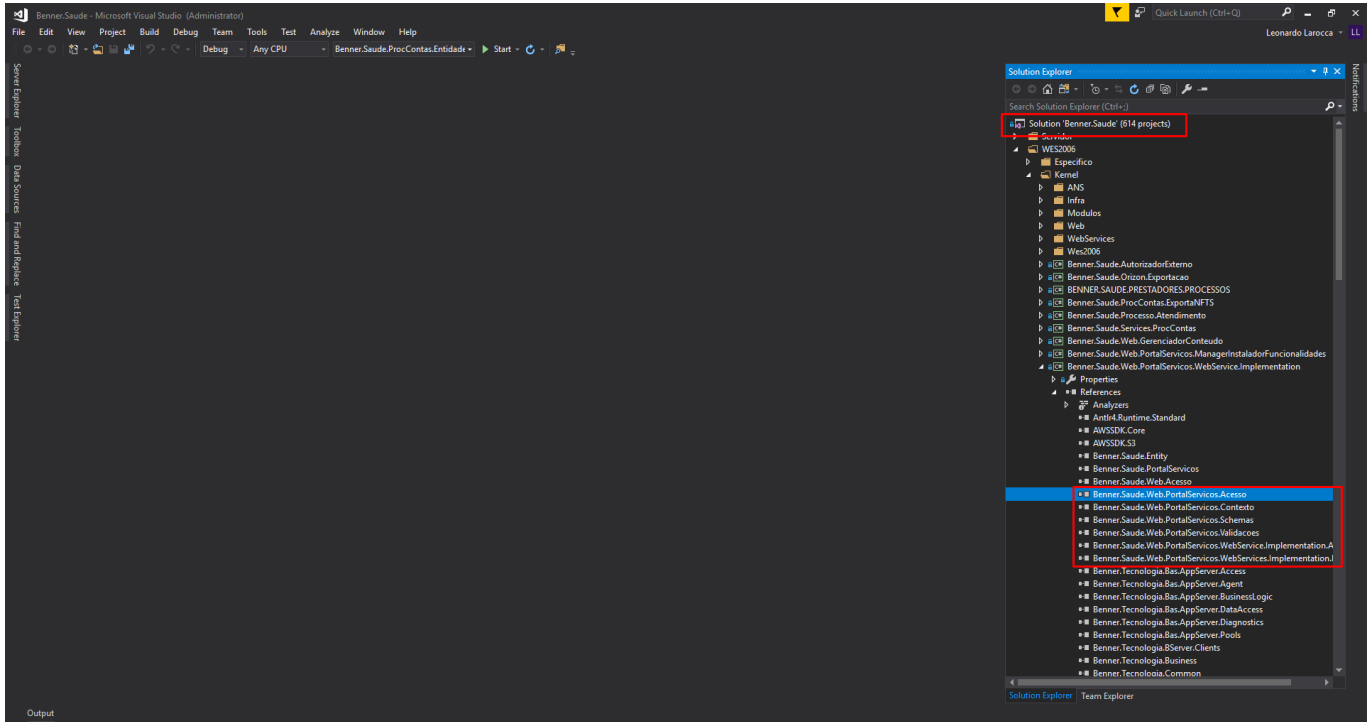 Benner.Saude - Microsoft Visual Studio (Administrator)
Quick Launch (Ctrl+Q)
File Edit View Project Build Debug Team Tools Test Analyze Window Help
Leonardo Larocca
LL
Debug
Any CPU
Benner.Saude.ProcContas.Entidade
Start
Server Explorer
Toolbox
Data Sources
Find and Replace
Test Explorer
Notifications
Solution Explorer
Search Solution Explorer (Ctrl+;)
Solution 'Benner.Saude' (614 projects)
Servidor
WES2006
Especifico
Kernel
ANS
Infra
Modulos
Web
WebServices
Wes2006
Benner.Saude.AutorizadorExterno
Benner.Saude.Orizon.Exportacao
BENNER.SAUDE.PRESTADORES.PROCESSOS
Benner.Saude.ProcContas.ExportaNFTS
Benner.Saude.Processo.Atendimento
Benner.Saude.Services.ProcContas
Benner.Saude.Web.GerenciadorConteudo
Benner.Saude.Web.PortalServicos.ManagerInstaladorFuncionalidades
Benner.Saude.Web.PortalServicos.WebService.Implementation
Properties
References
Analyzers
Antlr4.Runtime.Standard
AWSSDK.Core
AWSSDK.S3
Benner.Saude.Entity
Benner.Saude.PortalServicos
Benner.Saude.Web.Acesso
Benner.Saude.Web.PortalServicos.Acesso
Benner.Saude.Web.PortalServicos.Contexto
Benner.Saude.Web.PortalServicos.Schemas
Benner.Saude.Web.PortalServicos.Validacoes
Benner.Saude.Web.PortalServicos.WebService.Implementation.A
Benner.Saude.Web.PortalServicos.WebServices.Implementation.
Benner.Tecnologia.Bas.AppServer.Access
Benner.Tecnologia.Bas.AppServer.Agent
Benner.Tecnologia.Bas.AppServer.BusinessLogic
Benner.Tecnologia.Bas.AppServer.DataAccess
Benner.Tecnologia.Bas.AppServer.Diagnostics
Benner.Tecnologia.Bas.AppServer.Pools
Benner.Tecnologia.BServer.Clients
Benner.Tecnologia.Business
Benner.Tecnologia.Common
Solution Explorer Team Explorer
Output